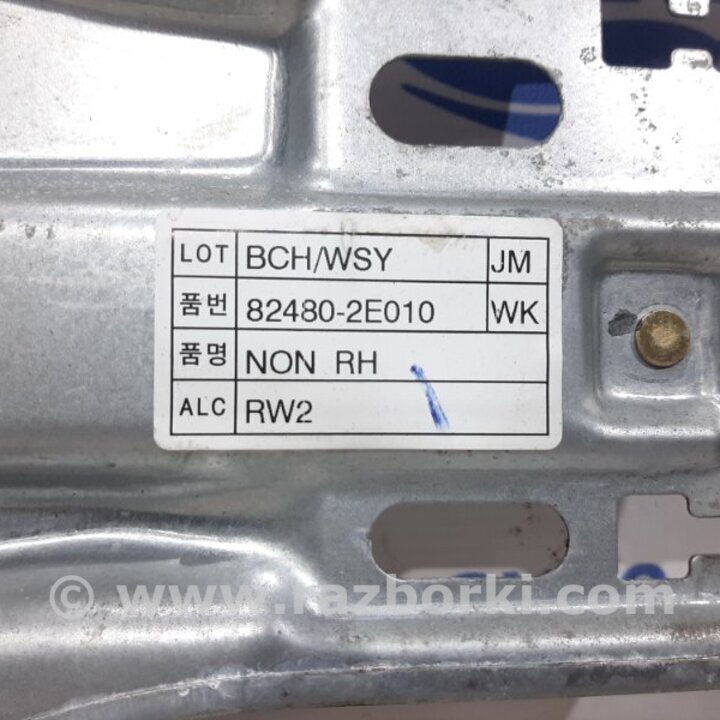 LOT BCH/WSY JM
품번 82480-2E010 WK
품명 NON RH
ALC RW2
© www.razborki.com